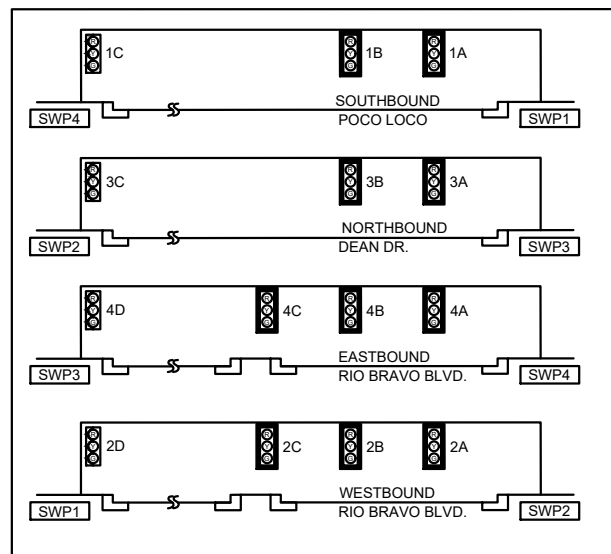 R R R
Y 1C Y 1B Y 1A
G G G
SOUTHBOUND
SWP4 POCO LOCO SWP1
R R R
Y 3C Y 3B Y 3A
G G G
NORTHBOUND
SWP2 DEAN DR. SWP3
R R R R
Y 4D Y 4C Y 4B Y 4A
G G G G
EASTBOUND
SWP3 RIO BRAVO BLVD. SWP4
R R R R
Y 2D Y 2C Y 2B Y 2A
G G G G
WESTBOUND
SWP1 RIO BRAVO BLVD. SWP2